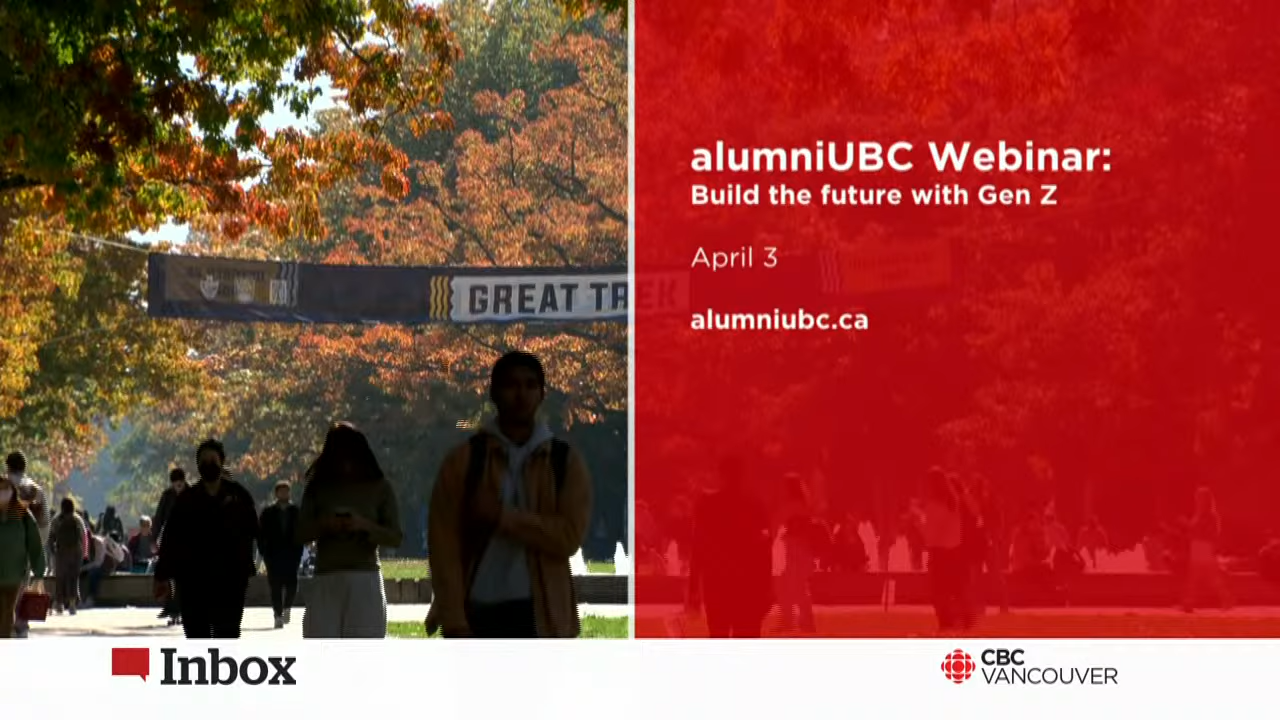 alumniUBC Webinar:
Build the future with Gen Z
April 3
alumniubc.ca
GREAT TREK
Inbox
CBC
VANCOUVER